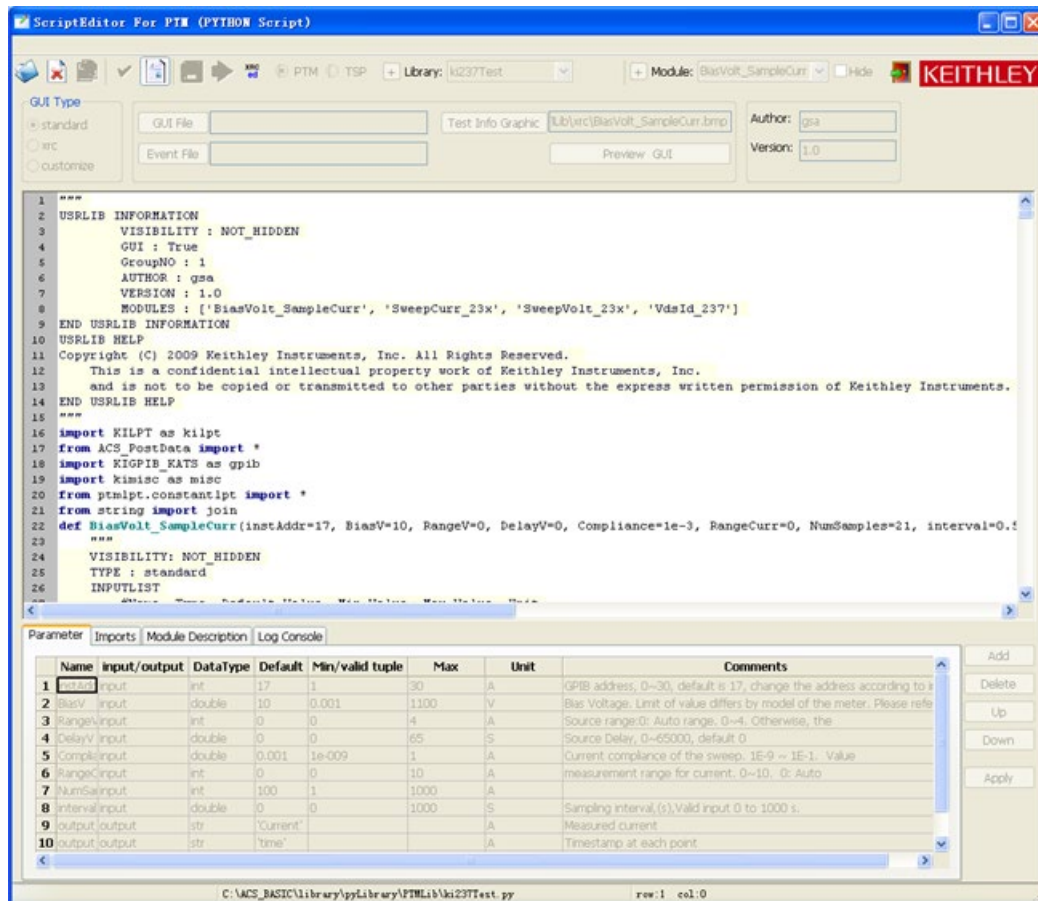 ScriptEditor For PTM (PYTHON Script)
PTM TSP + Library: ki237Test + Module: BiasVolt_SampleCurr Hide KEITHLEY
GUI Type
standard
xrc
customize
GUI File
Event File
Test Info Graphic
tLib\xrc\BiasVolt_SampleCurr.bmp
Preview GUI
Author: gsa
Version: 1.0
1 """
2 USRLIB INFORMATION
3 VISIBILITY : NOT_HIDDEN
4 GUI : True
5 GroupNO : 1
6 AUTHOR : gsa
7 VERSION : 1.0
8 MODULES : ['BiasVolt_SampleCurr', 'SweepCurr_23x', 'SweepVolt_23x', 'VdsId_237']
9 END USRLIB INFORMATION
10 USRLIB HELP
11 Copyright (C) 2009 Keithley Instruments, Inc. All Rights Reserved.
12 This is a confidential intellectual property work of Keithley Instruments, Inc.
13 and is not to be copied or transmitted to other parties without the express written permission of Keithley Instruments.
14 END USRLIB HELP
15 """
16 import KILPT as kilpt
17 from ACS_PostData import *
18 import KIGPIB_KATS as gpib
19 import kimisc as misc
20 from ptmlpt.constantlpt import *
21 from string import join
22 def BiasVolt_SampleCurr(instAddr=17, BiasV=10, RangeV=0, DelayV=0, Compliance=1e-3, RangeCurr=0, NumSamples=21, interval=0.5
23 """
24 VISIBILITY: NOT_HIDDEN
25 TYPE : standard
26 INPUTLIST
Parameter Imports Module Description Log Console
Name input/output DataType Default Min/valid tuple Max Unit Comments
1 instAdd input int 17 1 30 A GPIB address, 0~30, default is 17, change the address according to i
2 BiasV input double 10 0.001 1100 V Bias Voltage. Limit of value differs by model of the meter. Please refe
3 RangeV input int 0 0 4 A Source range:0: Auto range. 0~4. Otherwise, the
4 DelayV input double 0 0 65 S Source Delay, 0~65000, default 0
5 Complia input double 0.001 1e-009 1 A Current compliance of the sweep. 1E-9 ~ 1E-1. Value
6 RangeC input int 0 0 10 A measurement range for current. 0~10. 0: Auto
7 NumSa input int 100 1 1000 A
8 interval input double 0 0 1000 S Sampling interval,(s),Valid input 0 to 1000 s.
9 output output str 'Current' A Measured current
10 output output str 'time' A Timestamp at each point
Add
Delete
Up
Down
Apply
C:\ACS_BASIC\library\pyLibrary\PTMLib\ki237Test.py row:1 col:0